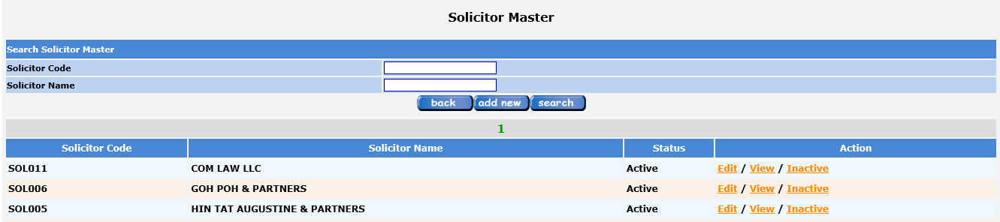 Solicitor Master
Search Solicitor Master
Solicitor Code
Solicitor Name
back add new search
1
Solicitor Code Solicitor Name Status Action
SOL011 COM LAW LLC Active Edit / View / Inactive
SOL006 GOH POH & PARTNERS Active Edit / View / Inactive
SOL005 HIN TAT AUGUSTINE & PARTNERS Active Edit / View / Inactive